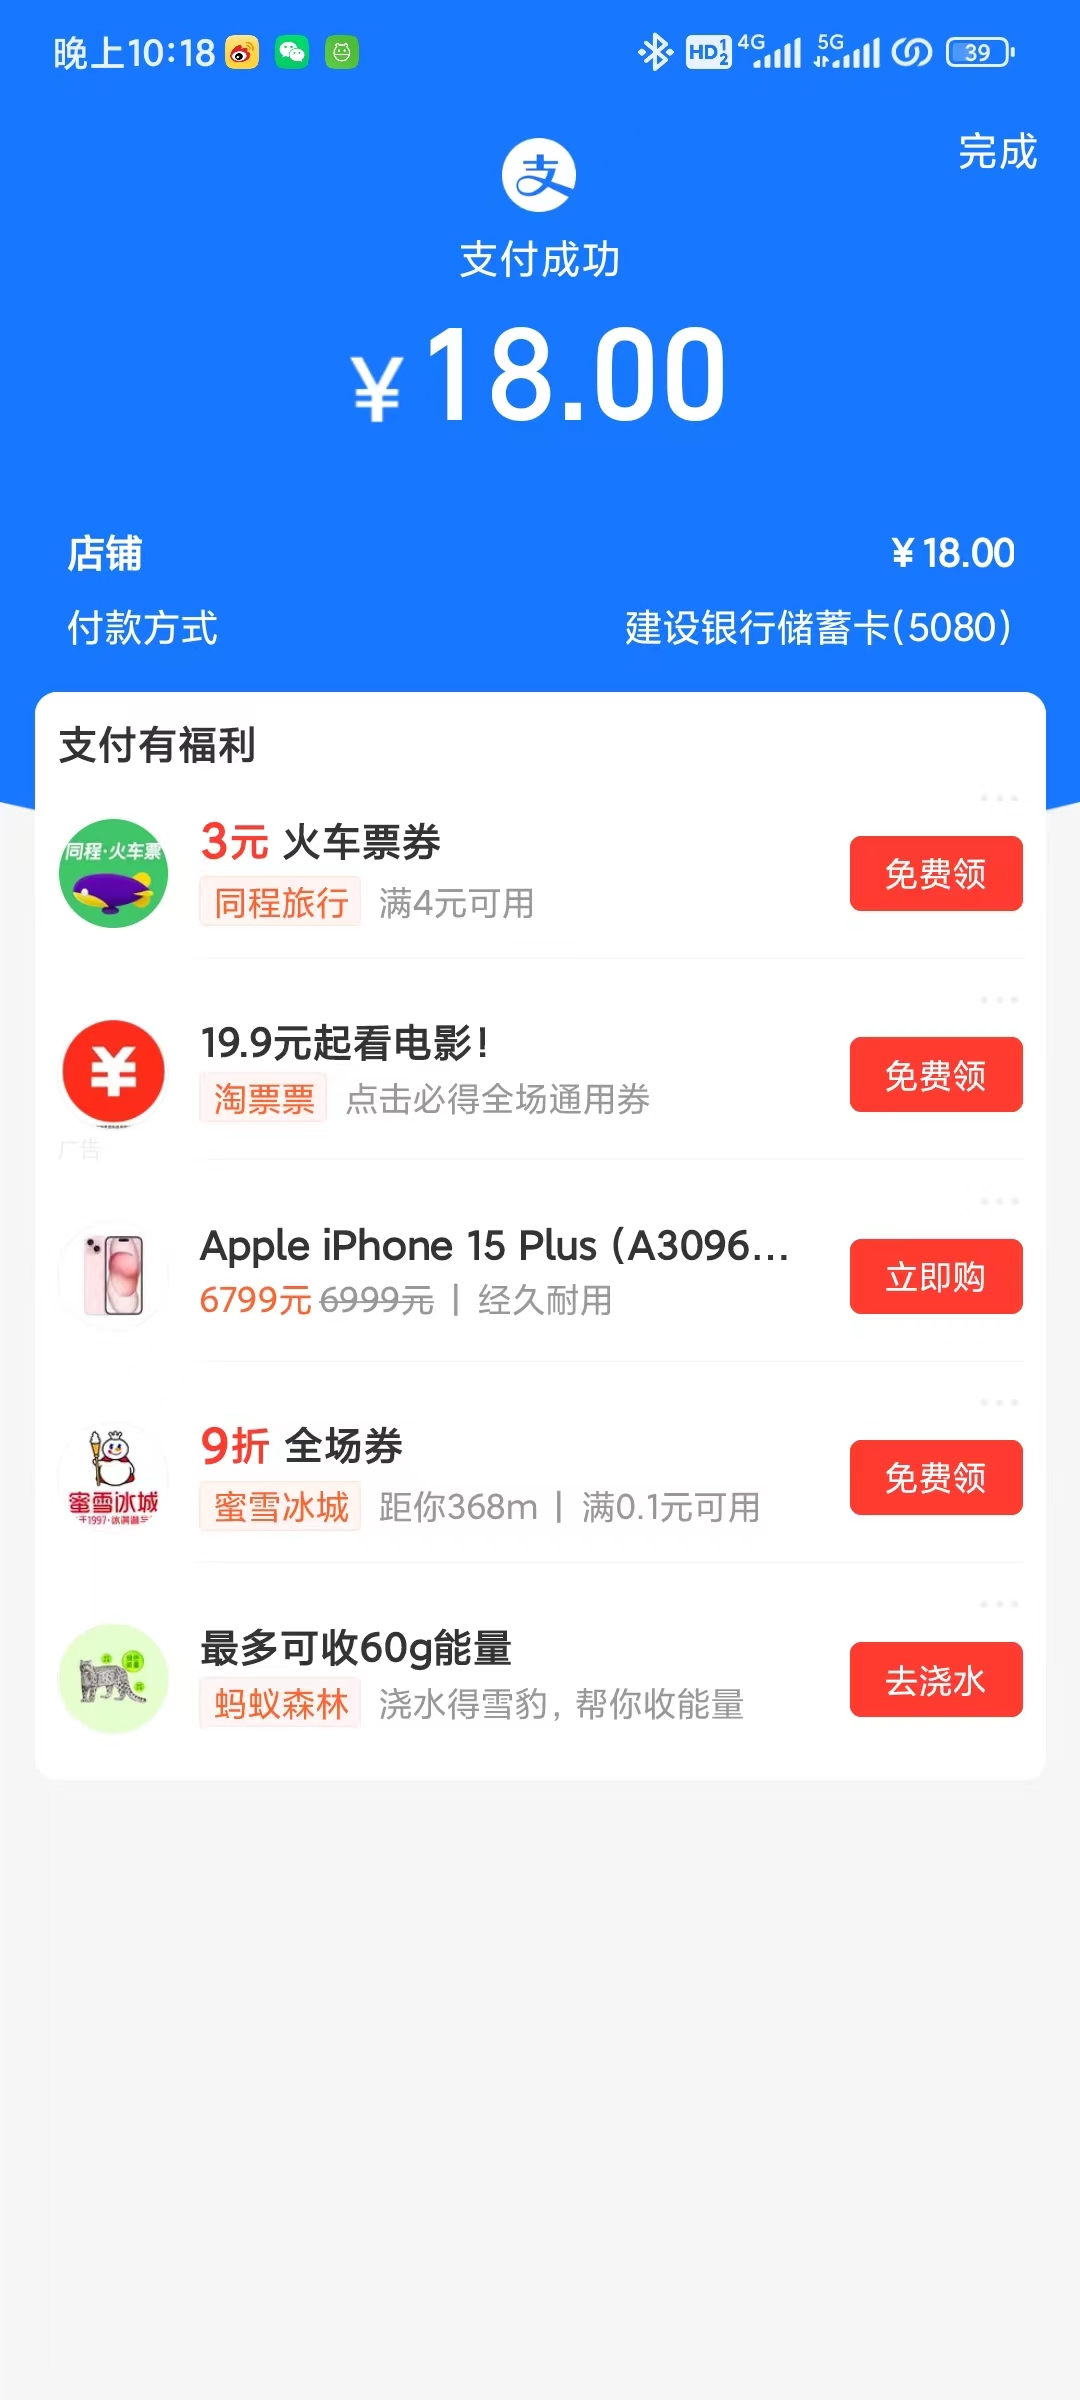 晚上10:18
HD 1 2 4G 5G 39
完成
支
支付成功
¥18.00
店铺 ¥18.00
付款方式 建设银行储蓄卡(5080)
支付有福利
同程·火车票
3元 火车票券
同程旅行 满4元可用
免费领
¥
19.9元起看电影!
淘票票 点击必得全场通用券
免费领
广告
Apple iPhone 15 Plus (A3096...
6799元 6999元 | 经久耐用
立即购
蜜雪冰城
9折 全场券
蜜雪冰城 距你368m | 满0.1元可用
免费领
最多可收60g能量
蚂蚁森林 浇水得雪豹，帮你收能量
去浇水